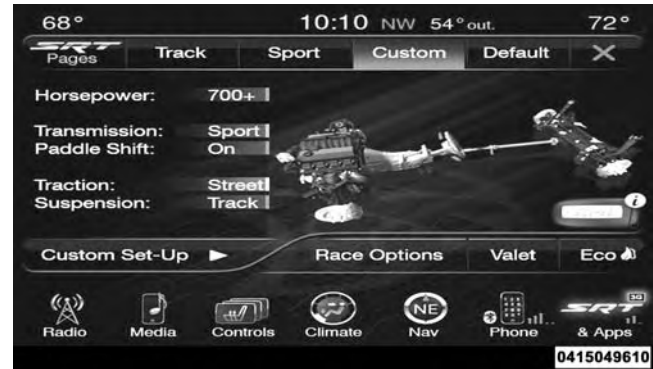 68° 10:10 NW 54° out. 72°
SRT Pages Track Sport Custom Default X
Horsepower: 700+
Transmission: Sport
Paddle Shift: On
Traction: Street
Suspension: Track
i
Custom Set-Up Race Options Valet Eco
NE
3G
Radio Media Controls Climate Nav Phone SRT & Apps
0415049610